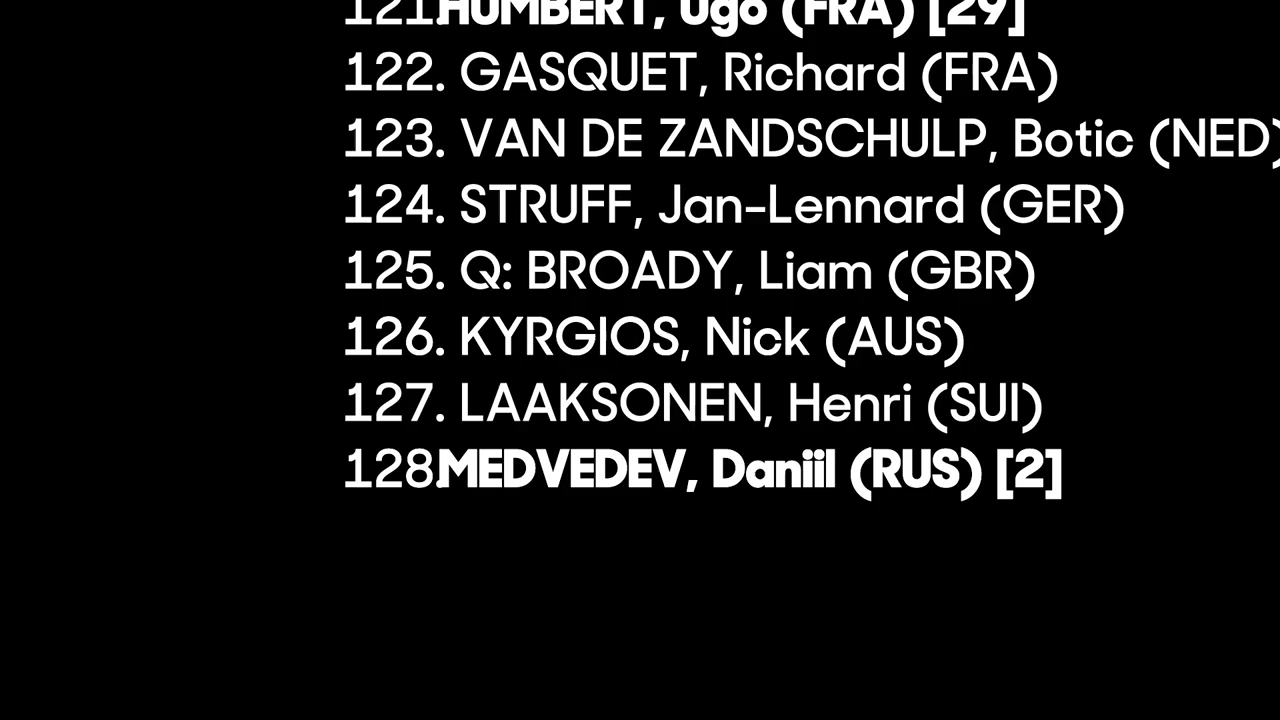 121. HUMBERT, Ugo (FRA) [29]
122. GASQUET, Richard (FRA)
123. VAN DE ZANDSCHULP, Botic (NED)
124. STRUFF, Jan-Lennard (GER)
125. Q: BROADY, Liam (GBR)
126. KYRGIOS, Nick (AUS)
127. LAAKSONEN, Henri (SUI)
128. MEDVEDEV, Daniil (RUS) [2]